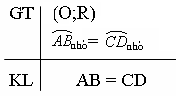 GT (O;R)
AB nhỏ = CD nhỏ
KL AB = CD